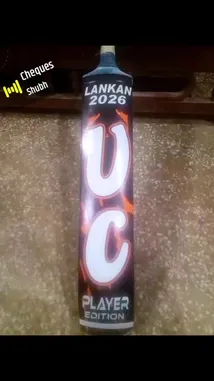 Cheques
Shubh
LANKAN
2026
UC
PLAYER
EDITION